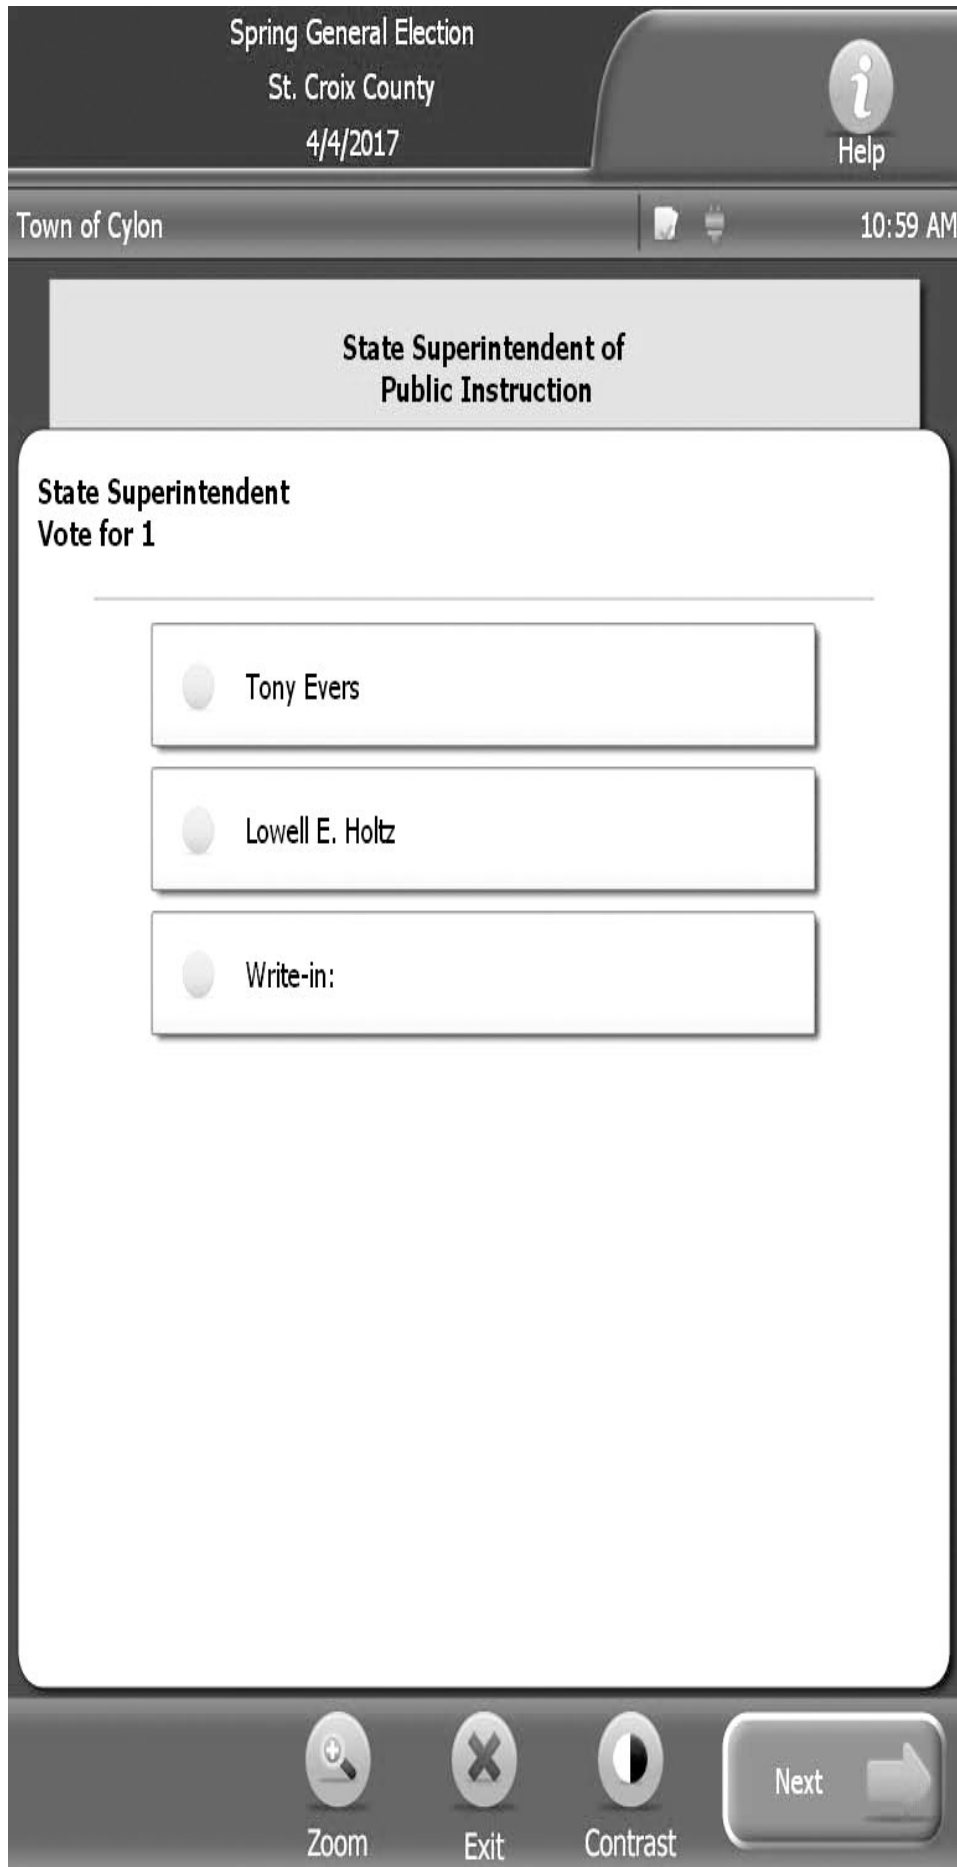 Spring General Election
St. Croix County
4/4/2017
Help
Town of Cylon
10:59 AM
State Superintendent of
Public Instruction
State Superintendent
Vote for 1
Tony Evers
Lowell E. Holtz
Write-in:
Next
Zoom
Exit
Contrast